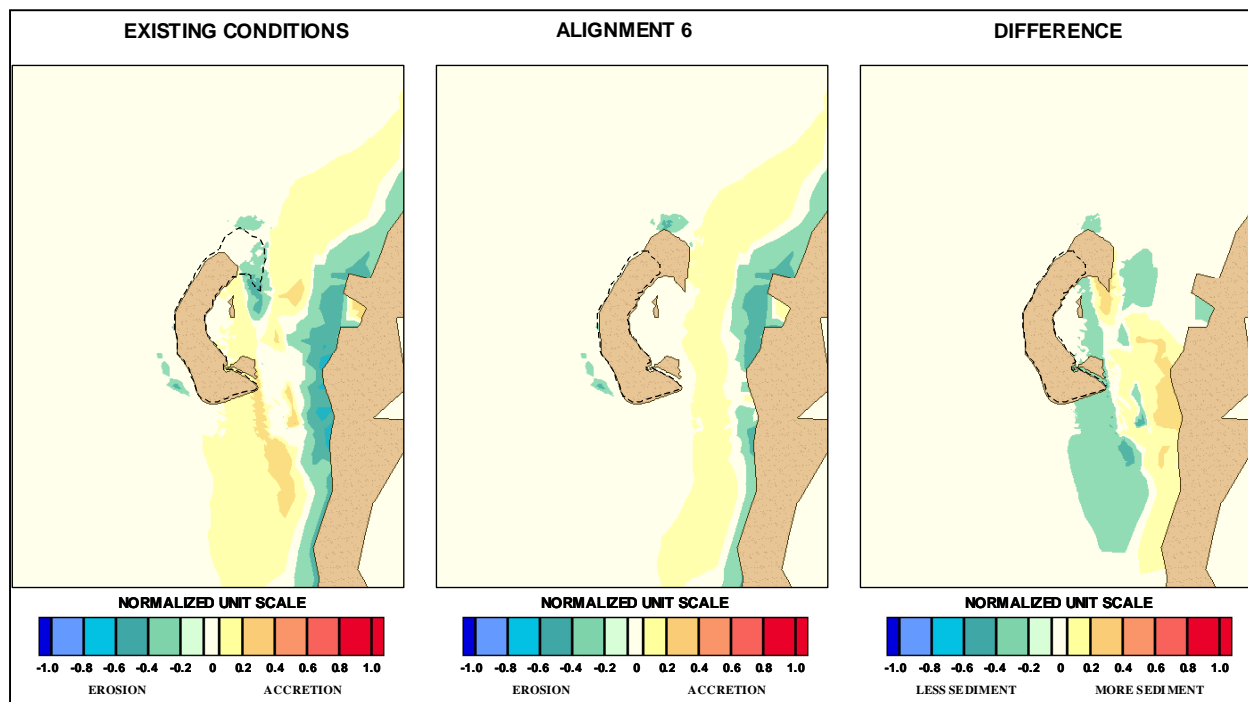 EXISTING CONDITIONS
ALIGNMENT 6
DIFFERENCE
NORMALIZED UNIT SCALE
-1.0 -0.8 -0.6 -0.4 -0.2 0 0.2 0.4 0.6 0.8 1.0
EROSION ACCRETION
NORMALIZED UNIT SCALE
-1.0 -0.8 -0.6 -0.4 -0.2 0 0.2 0.4 0.6 0.8 1.0
EROSION ACCRETION
NORMALIZED UNIT SCALE
-1.0 -0.8 -0.6 -0.4 -0.2 0 0.2 0.4 0.6 0.8 1.0
LESS SEDIMENT MORE SEDIMENT